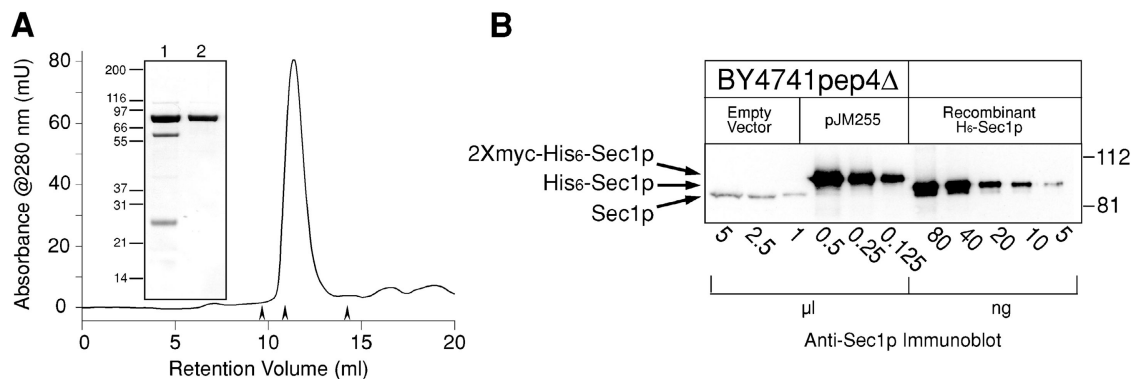 A
Absorbance @280 nm (mU)
80
60
40
20
0
1 2
200
116
97
66
55
37
31
21
14
0 5 10 15 20
Retention Volume (ml)
B
BY4741pep4Δ
Empty Vector
pJM255
Recombinant
H₆-Sec1p
2Xmyc-His₆-Sec1p
His₆-Sec1p
Sec1p
112
81
5 2.5 1 0.5 0.25 0.125 80 40 20 10 5
µl ng
Anti-Sec1p Immunoblot